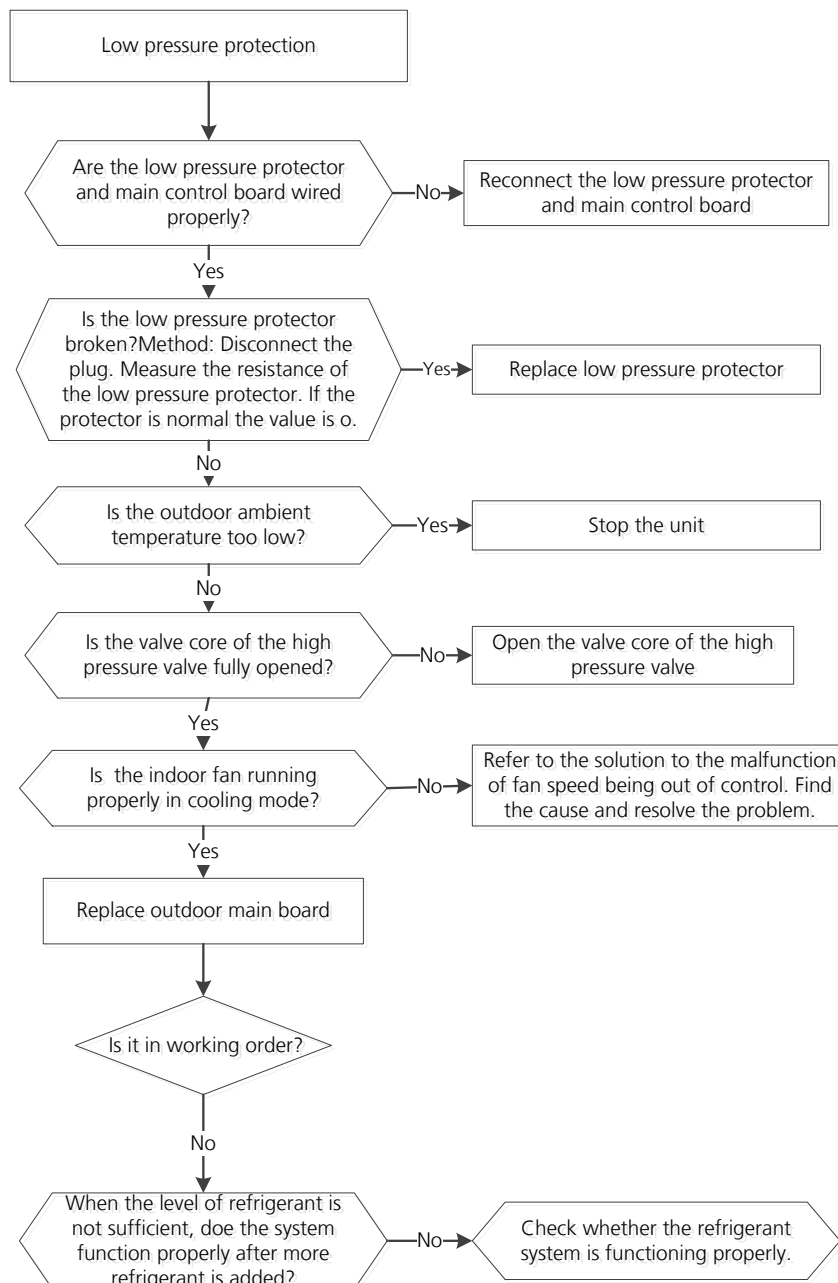 Low pressure protection
Are the low pressure protector
and main control board wired
properly?
No
Reconnect the low pressure protector
and main control board
Yes
Is the low pressure protector
broken?Method: Disconnect the
plug. Measure the resistance of
the low pressure protector. If the
protector is normal the value is o.
Yes
Replace low pressure protector
No
Is the outdoor ambient
temperature too low?
Yes
Stop the unit
No
Is the valve core of the high
pressure valve fully opened?
No
Open the valve core of the high
pressure valve
Yes
Is the indoor fan running
properly in cooling mode?
No
Refer to the solution to the malfunction
of fan speed being out of control. Find
the cause and resolve the problem.
Yes
Replace outdoor main board
Is it in working order?
No
When the level of refrigerant is
not sufficient, doe the system
function properly after more
refrigerant is added?
No
Check whether the refrigerant
system is functioning properly.